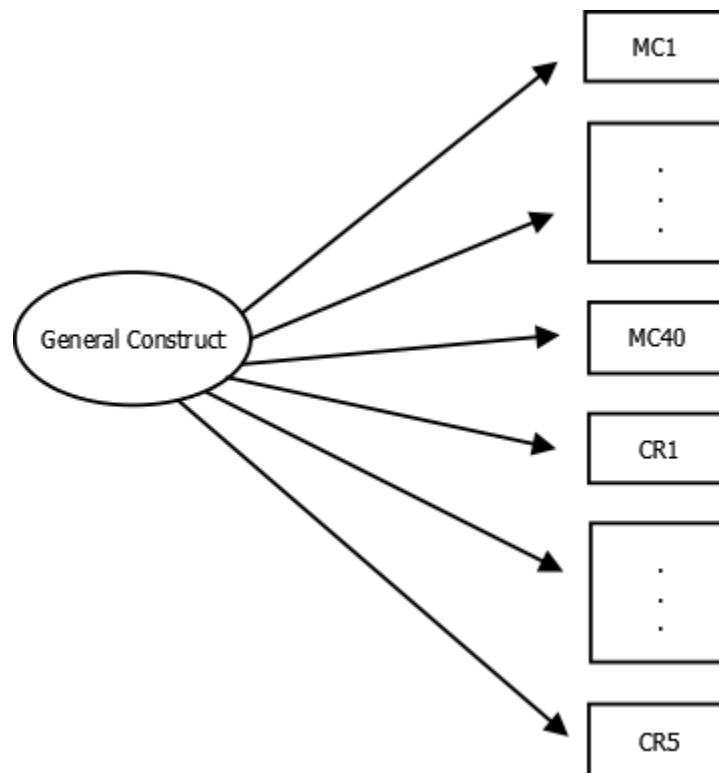 MC1
.
.
.
General Construct
MC40
CR1
.
.
.
CR5